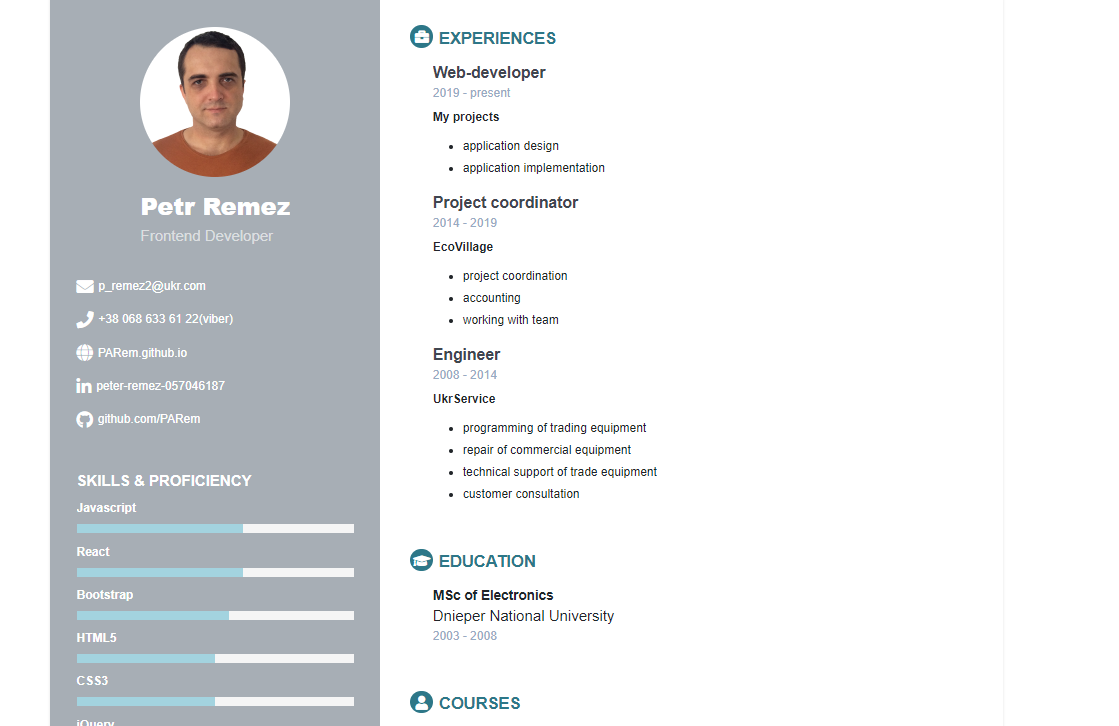 Petr Remez
Frontend Developer
p_remez2@ukr.com
+38 068 633 61 22(viber)
PARem.github.io
peter-remez-057046187
github.com/PARem
SKILLS & PROFICIENCY
Javascript
React
Bootstrap
HTML5
CSS3
jQuery
EXPERIENCES
Web-developer
2019 - present
My projects
application design
application implementation
Project coordinator
2014 - 2019
EcoVillage
project coordination
accounting
working with team
Engineer
2008 - 2014
UkrService
programming of trading equipment
repair of commercial equipment
technical support of trade equipment
customer consultation
EDUCATION
MSc of Electronics
Dnieper National University
2003 - 2008
COURSES